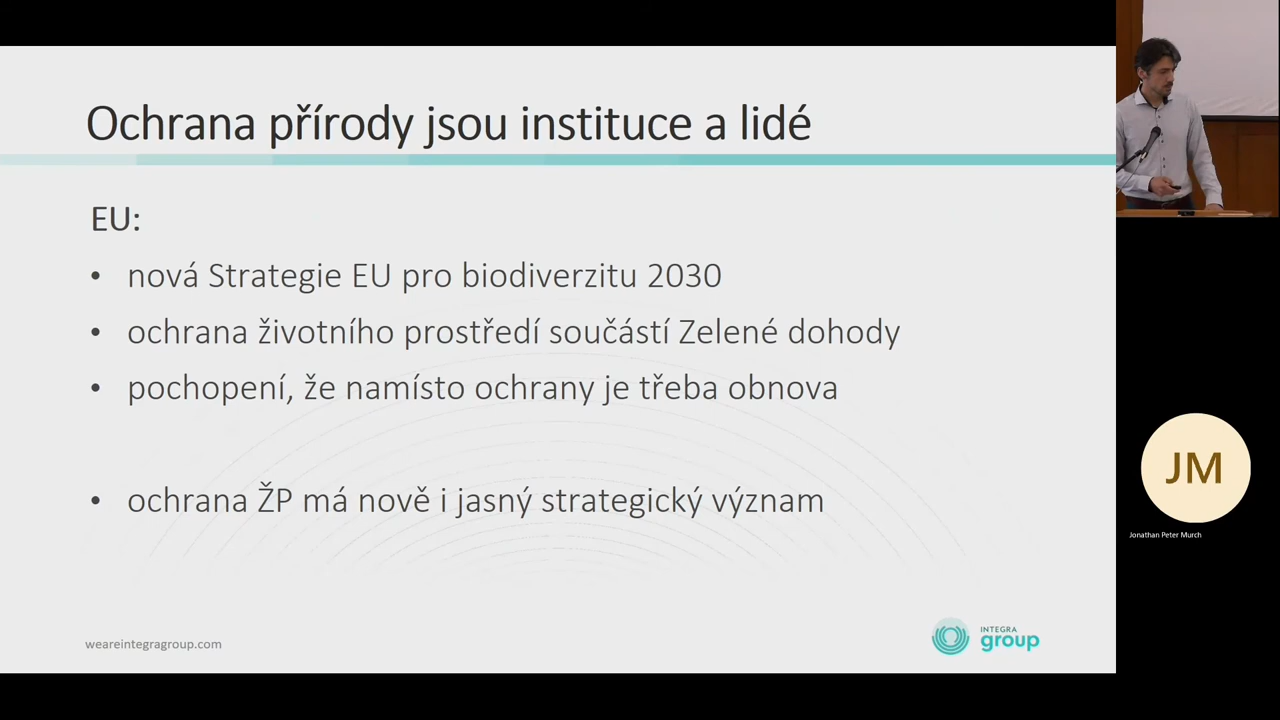 Ochrana přírody jsou instituce a lidé
EU:
• nová Strategie EU pro biodiverzitu 2030
• ochrana životního prostředí součástí Zelené dohody
• pochopení, že namísto ochrany je třeba obnova
• ochrana ŽP má nově i jasný strategický význam
weareintegragroup.com
INTEGRA
group
JM
Jonathan Peter Murch